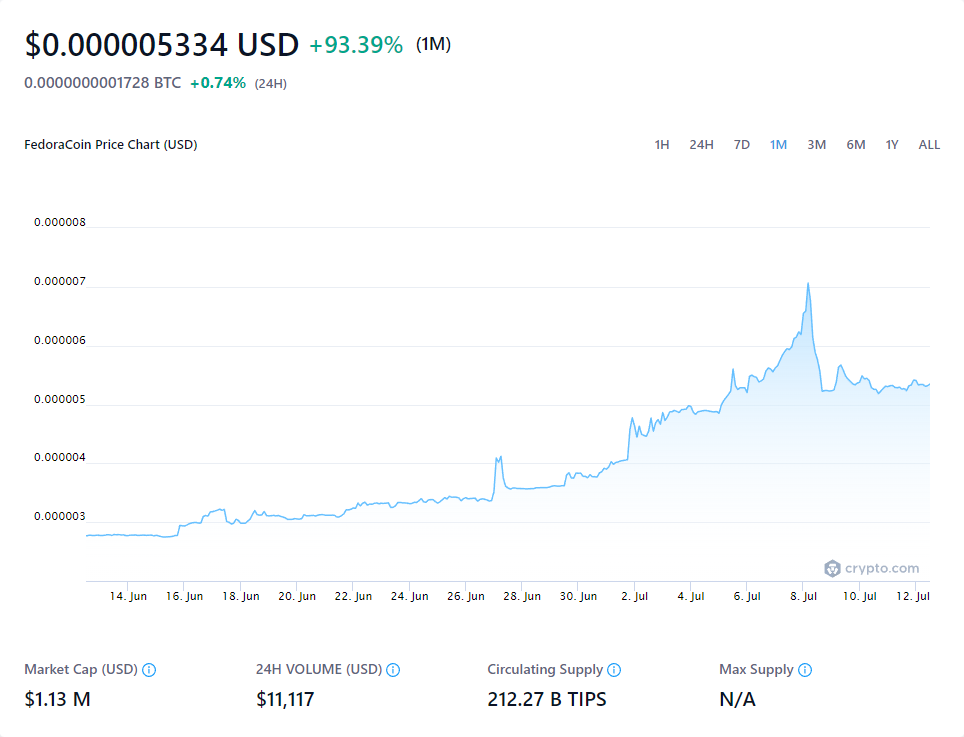 $0.000005334 USD +93.39% (1M)
0.0000000001728 BTC +0.74% (24H)
FedoraCoin Price Chart (USD) 1H 24H 7D 1M 3M 6M 1Y ALL
0.000008
0.000007
0.000006
0.000005
0.000004
0.000003
crypto.com
14. Jun 16. Jun 18. Jun 20. Jun 22. Jun 24. Jun 26. Jun 28. Jun 30. Jun 2. Jul 4. Jul 6. Jul 8. Jul 10. Jul 12. Jul
Market Cap (USD) 24H VOLUME (USD) Circulating Supply Max Supply
$1.13 M $11,117 212.27 B TIPS N/A